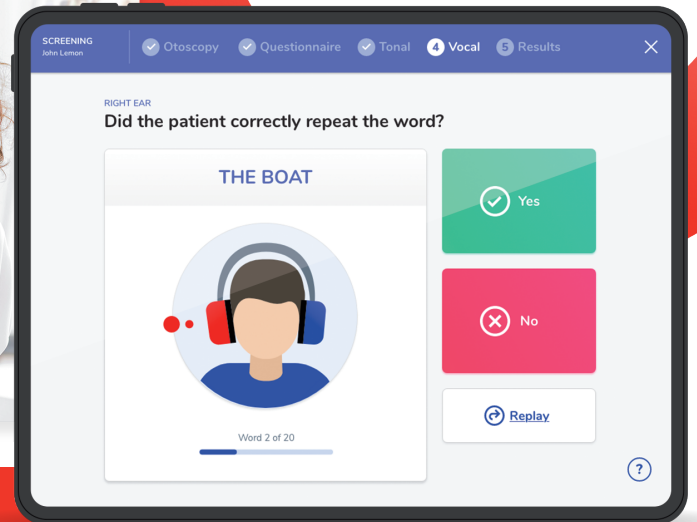 SCREENING
John Lemon
Otoscopy
Questionnaire
Tonal
4 Vocal
5 Results
RIGHT EAR
Did the patient correctly repeat the word?
THE BOAT
Yes
No
Replay
Word 2 of 20
?